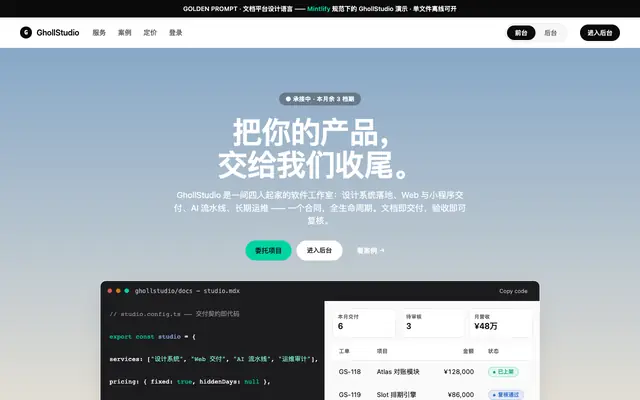 GOLDEN PROMPT · 文档平台设计语言 —— Mintlify 规范下的 GhollStudio 演示 · 单文件离线可开
G GhollStudio 服务 案例 定价 登录 前台 后台 进入后台
承接中 · 本月余 3 档期
把你的产品，
交给我们收尾。
GhollStudio 是一间四人起家的软件工作室：设计系统落地、Web 与小程序交
付、AI 流水线、长期运维 —— 一个合同，全生命周期。文档即交付、验收即可
复核。
委托项目 进入后台 看案例 →
ghollstudio/docs — studio.mdx Copy code
// studio.config.ts —— 交付契约即代码
export const studio = {
services: ["设计系统", "Web 交付", "AI 流水线", "运维审计"],
pricing: { fixed: true, hiddenDays: null },
本月交付 待审核 月营收
6 3 ¥48万
工单 项目 金额 状态
GS-118 Atlas 对账模块 ¥128,000 已上架
GS-119 Slot 排期引擎 ¥86,000 复核通过